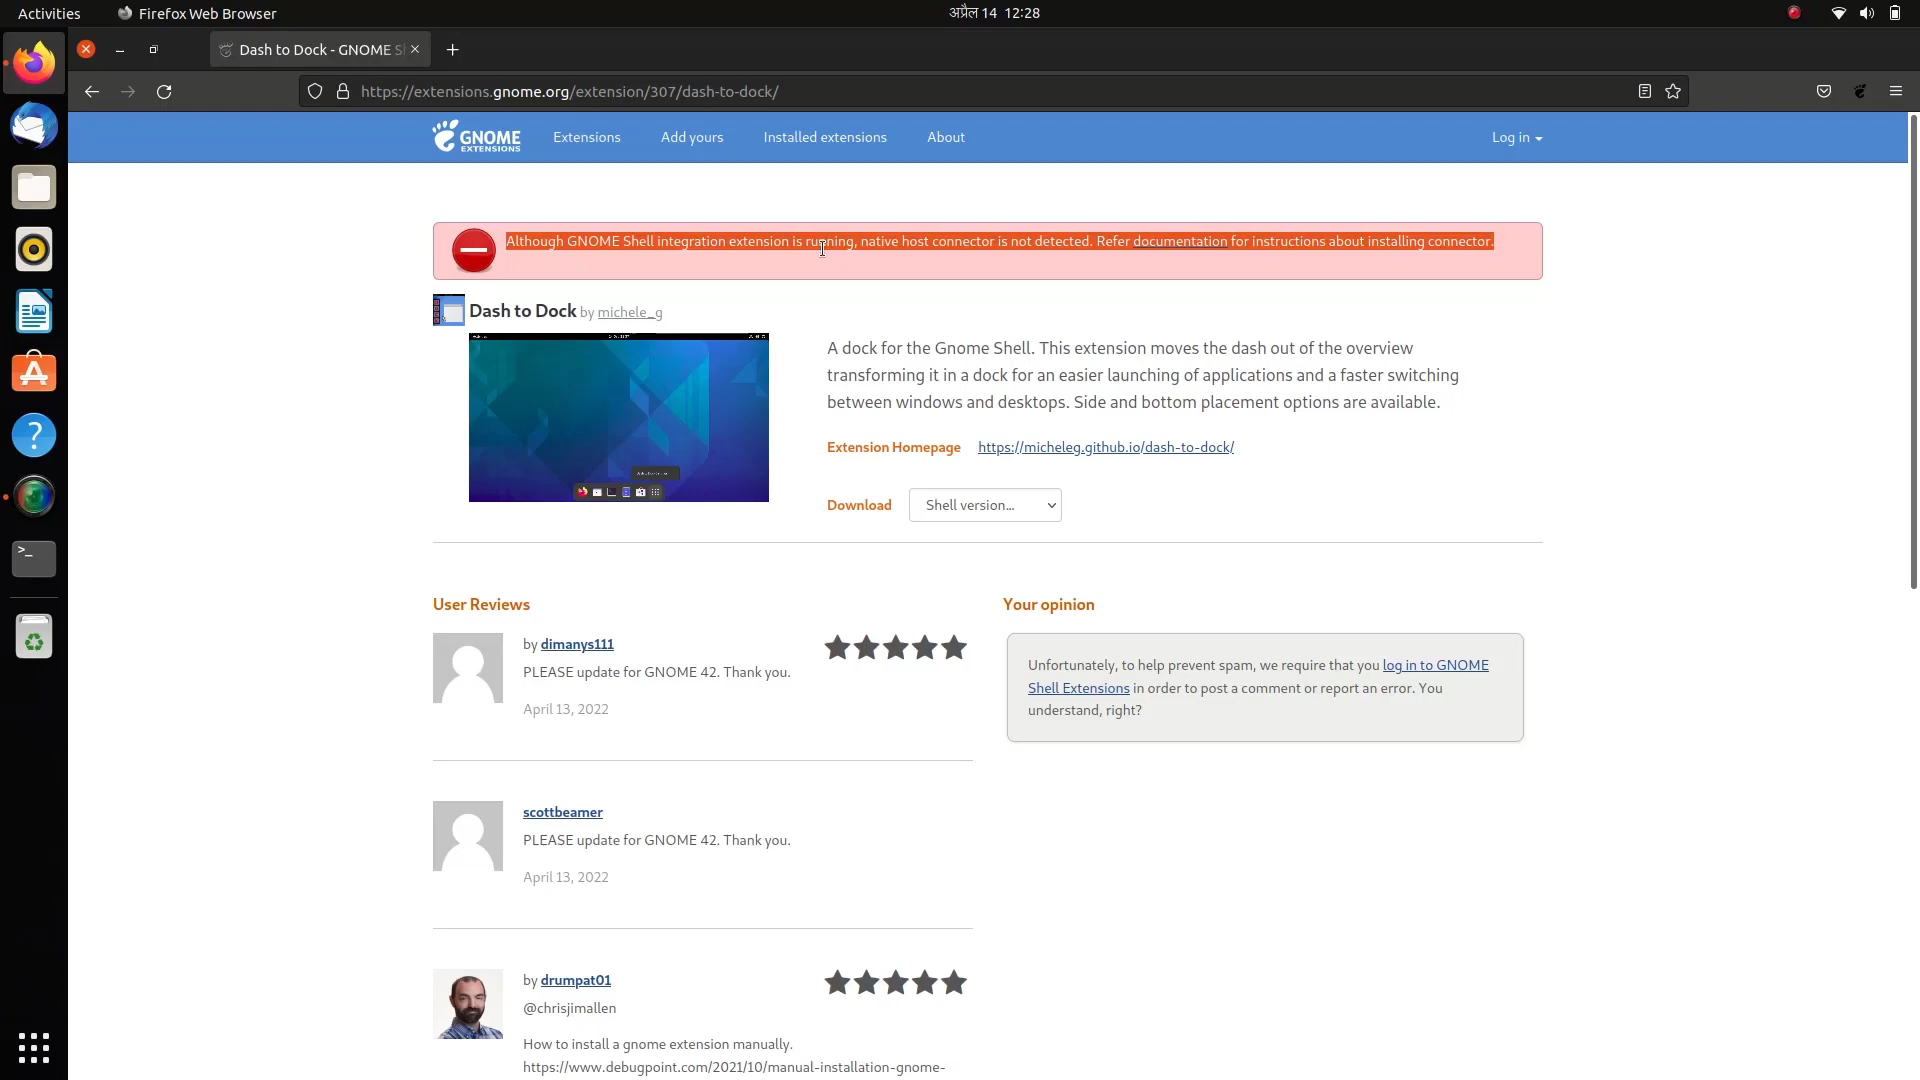 Activities
Firefox Web Browser
अप्रैल 14 12:28
Dash to Dock - GNOME S
https://extensions.gnome.org/extension/307/dash-to-dock/
GNOME
EXTENSIONS
Extensions
Add yours
Installed extensions
About
Log in
Although GNOME Shell integration extension is running, native host connector is not detected. Refer documentation for instructions about installing connector.
Dash to Dock by michele_g
A dock for the Gnome Shell. This extension moves the dash out of the overview
transforming it in a dock for an easier launching of applications and a faster switching
between windows and desktops. Side and bottom placement options are available.
Extension Homepage https://micheleg.github.io/dash-to-dock/
Download Shell version...
User Reviews
by dimanys111
PLEASE update for GNOME 42. Thank you.
April 13, 2022
scottbeamer
PLEASE update for GNOME 42. Thank you.
April 13, 2022
by drumpat01
@chrisjimallen
How to install a gnome extension manually.
https://www.debugpoint.com/2021/10/manual-installation-gnome-
Your opinion
Unfortunately, to help prevent spam, we require that you log in to GNOME
Shell Extensions in order to post a comment or report an error. You
understand, right?